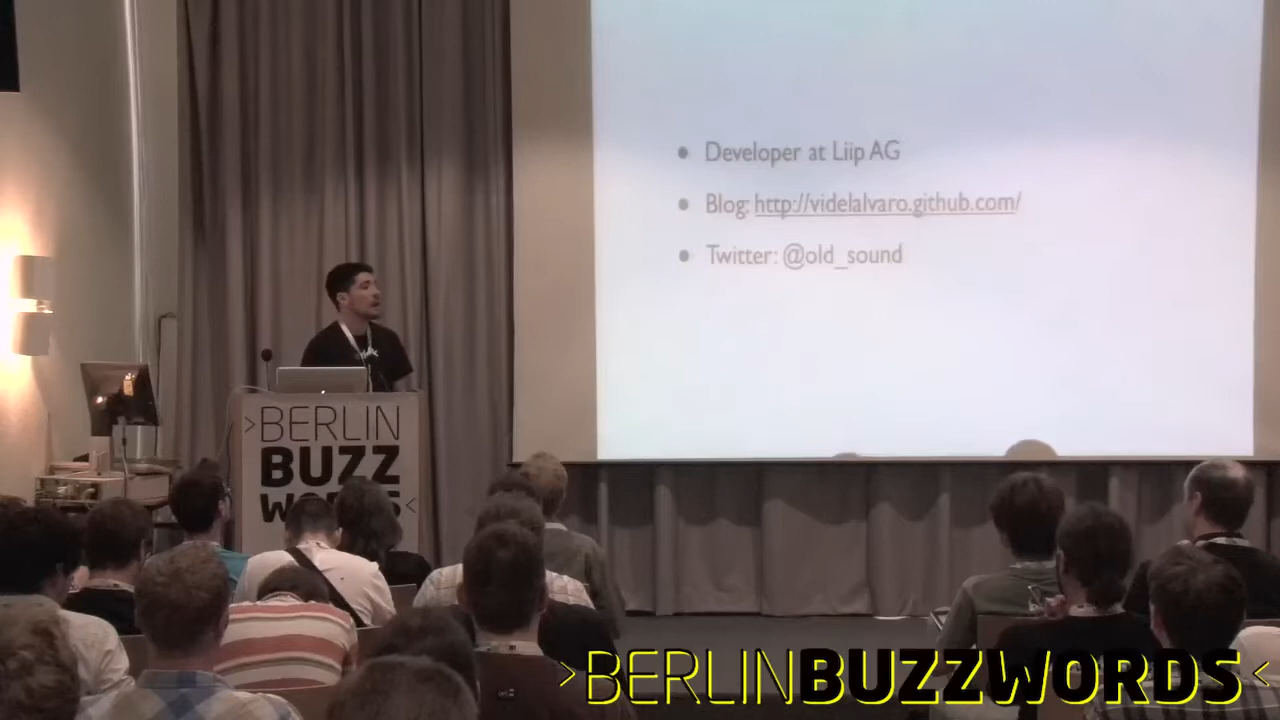 • Developer at Liip AG
• Blog: http://videlalvaro.github.com/
• Twitter: @old_sound
>BERLIN
BUZZ
WORDS<
>BERLINBUZZWORDS<